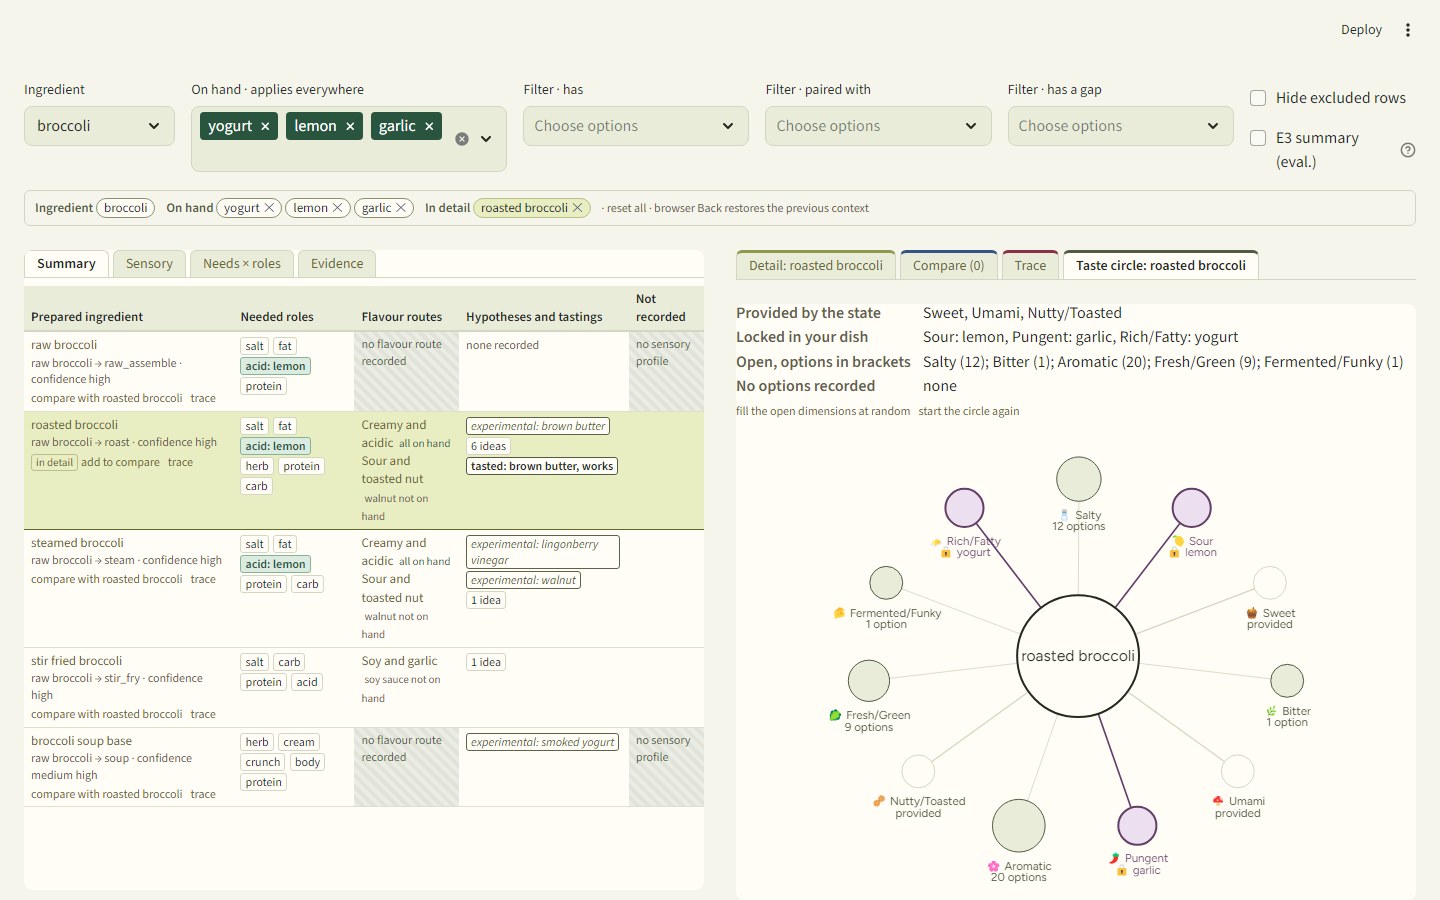 Deploy
Ingredient
On hand · applies everywhere
Filter · has
Filter · paired with
Filter · has a gap
Hide excluded rows
broccoli
yogurt
lemon
garlic
Choose options
Choose options
Choose options
E3 summary
(eval.)
Ingredient broccoli On hand yogurt lemon garlic In detail roasted broccoli · reset all · browser Back restores the previous context
Summary
Sensory
Needs × roles
Evidence
Prepared ingredient
Needed roles
Flavour routes
Hypotheses and tastings
Not
recorded
raw broccoli
raw broccoli → raw_assemble ·
confidence high
compare with roasted broccoli trace
salt fat
acid: lemon
protein
no flavour route
recorded
none recorded
no sensory
profile
roasted broccoli
raw broccoli → roast · confidence high
in detail add to compare trace
salt fat
acid: lemon
herb protein
carb
Creamy and
acidic all on hand
Sour and
toasted nut
walnut not on
hand
experimental: brown butter
6 ideas
tasted: brown butter, works
steamed broccoli
raw broccoli → steam · confidence high
compare with roasted broccoli trace
salt fat
acid: lemon
protein carb
Creamy and
acidic all on hand
Sour and
toasted nut
walnut not on
hand
experimental: lingonberry
vinegar
experimental: walnut
1 idea
stir fried broccoli
raw broccoli → stir_fry · confidence
high
compare with roasted broccoli trace
salt carb
protein acid
Soy and garlic
soy sauce not on
hand
1 idea
broccoli soup base
raw broccoli → soup · confidence
medium high
compare with roasted broccoli trace
herb cream
crunch body
protein
no flavour route
recorded
experimental: smoked yogurt
no sensory
profile
Detail: roasted broccoli
Compare (0)
Trace
Taste circle: roasted broccoli
Provided by the state Sweet, Umami, Nutty/Toasted
Locked in your dish Sour: lemon, Pungent: garlic, Rich/Fatty: yogurt
Open, options in brackets Salty (12); Bitter (1); Aromatic (20); Fresh/Green (9); Fermented/Funky (1)
No options recorded none
fill the open dimensions at random start the circle again
Salty
12 options
Rich/Fatty
yogurt
Sour
lemon
Fermented/Funky
1 option
Sweet
provided
roasted broccoli
Fresh/Green
9 options
Bitter
1 option
Nutty/Toasted
provided
Umami
provided
Aromatic
20 options
Pungent
garlic